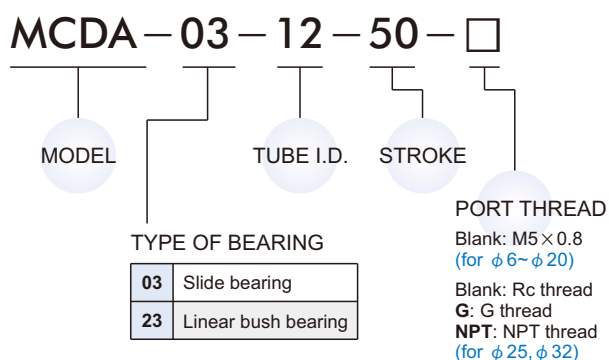 MCDA－03－12－50－□
MODEL
TUBE I.D.
STROKE
PORT THREAD
Blank: M5×0.8
(for φ6~φ20)
Blank: Rc thread
G: G thread
NPT: NPT thread
(for φ25,φ32)
TYPE OF BEARING
03 Slide bearing
23 Linear bush bearing